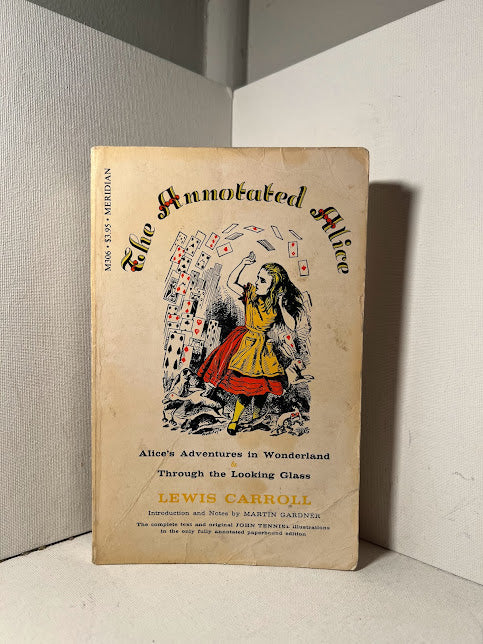 M306 • $3.95 • MERIDIAN
The Annotated Alice
Alice's Adventures in Wonderland
&
Through the Looking Glass
LEWIS CARROLL
Introduction and Notes by MARTIN GARDNER
The complete text and original JOHN TENNIEL illustrations
in the only fully annotated paperbound edition